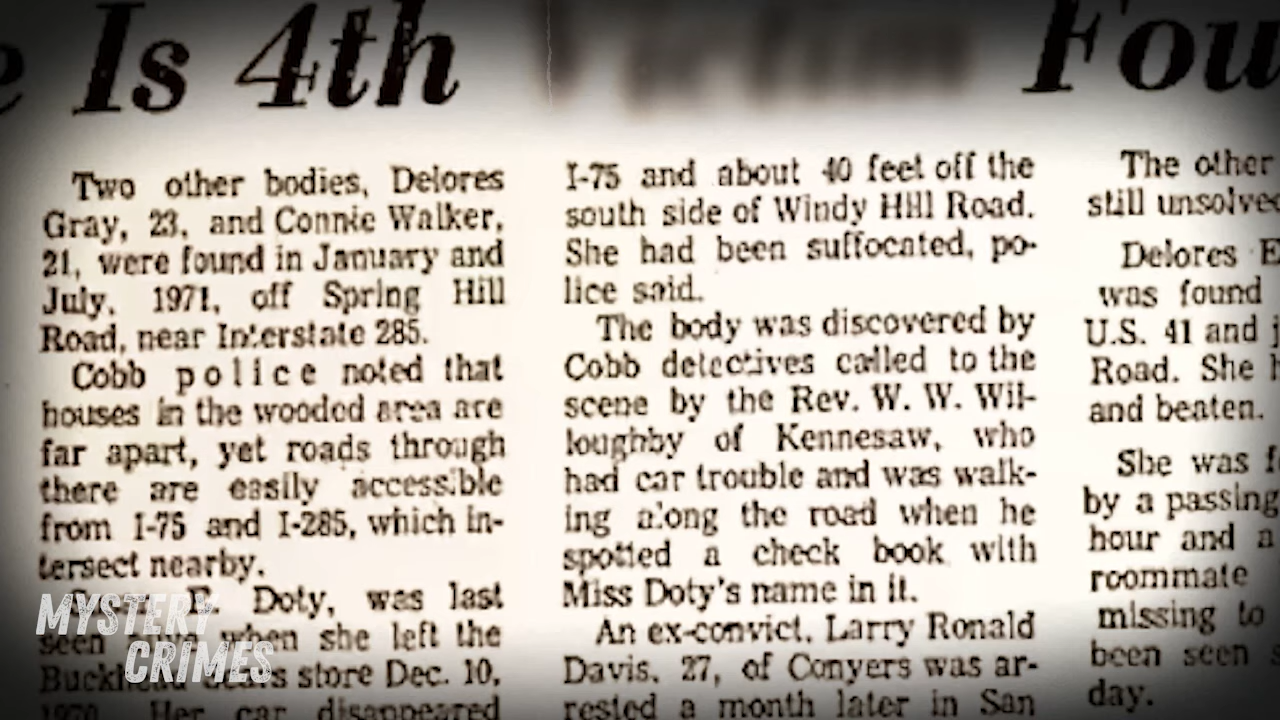 Is 4th
Fou
Two other bodies, Delores
Gray, 23, and Connie Walker,
21, were found in January and
July, 1971, off Spring Hill
Road, near Interstate 285.
Cobb police noted that
houses in the wooded area are
far apart, yet roads through
there are easily accessible
from I-75 and I-285, which in-
tersect nearby.
Doty, was last
seen when she left the
Buckhead Sears store Dec. 10,
1970. Her car disappeared
I-75 and about 40 feet off the
south side of Windy Hill Road.
She had been suffocated, po-
lice said.
The body was discovered by
Cobb detectives called to the
scene by the Rev. W. W. Wil-
loughby of Kennesaw, who
had car trouble and was walk-
ing along the road when he
spotted a check book with
Miss Doty's name in it.
An ex-convict, Larry Ronald
Davis, 27, of Conyers was ar-
rested a month later in San
The other
still unsolved
Delores E
was found
U.S. 41 and j
Road. She h
and beaten.
She was f
by a passing
hour and a
roommate
missing to
been seen s
day.
MYSTERY
CRIMES